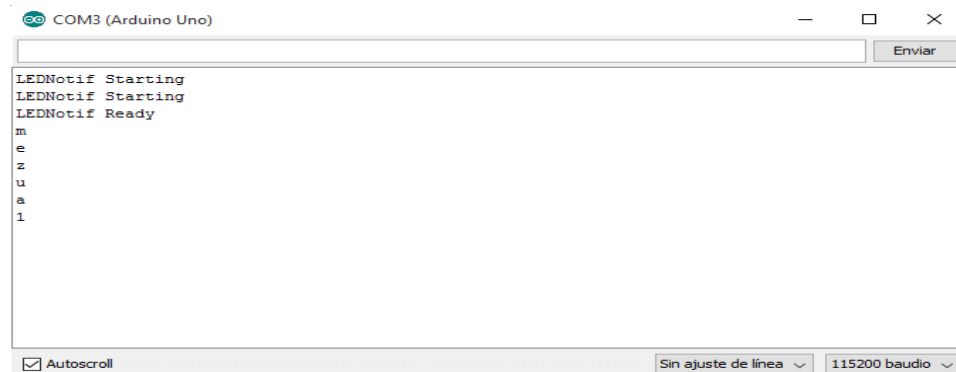 COM3 (Arduino Uno)
Enviar
LEDNotif Starting
LEDNotif Starting
LEDNotif Ready
m
e
z
u
a
1
Autoscroll
Sin ajuste de línea
115200 baudio